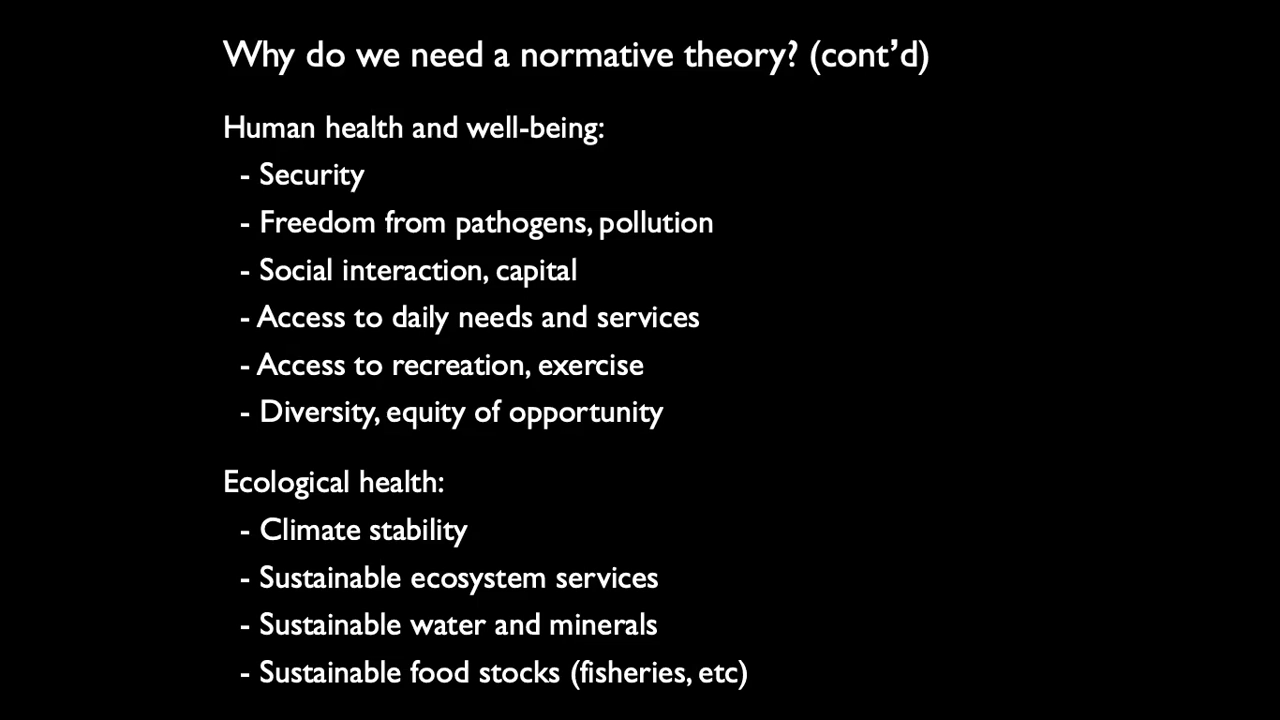 Why do we need a normative theory? (cont’d)
Human health and well-being:
- Security
- Freedom from pathogens, pollution
- Social interaction, capital
- Access to daily needs and services
- Access to recreation, exercise
- Diversity, equity of opportunity
Ecological health:
- Climate stability
- Sustainable ecosystem services
- Sustainable water and minerals
- Sustainable food stocks (fisheries, etc)